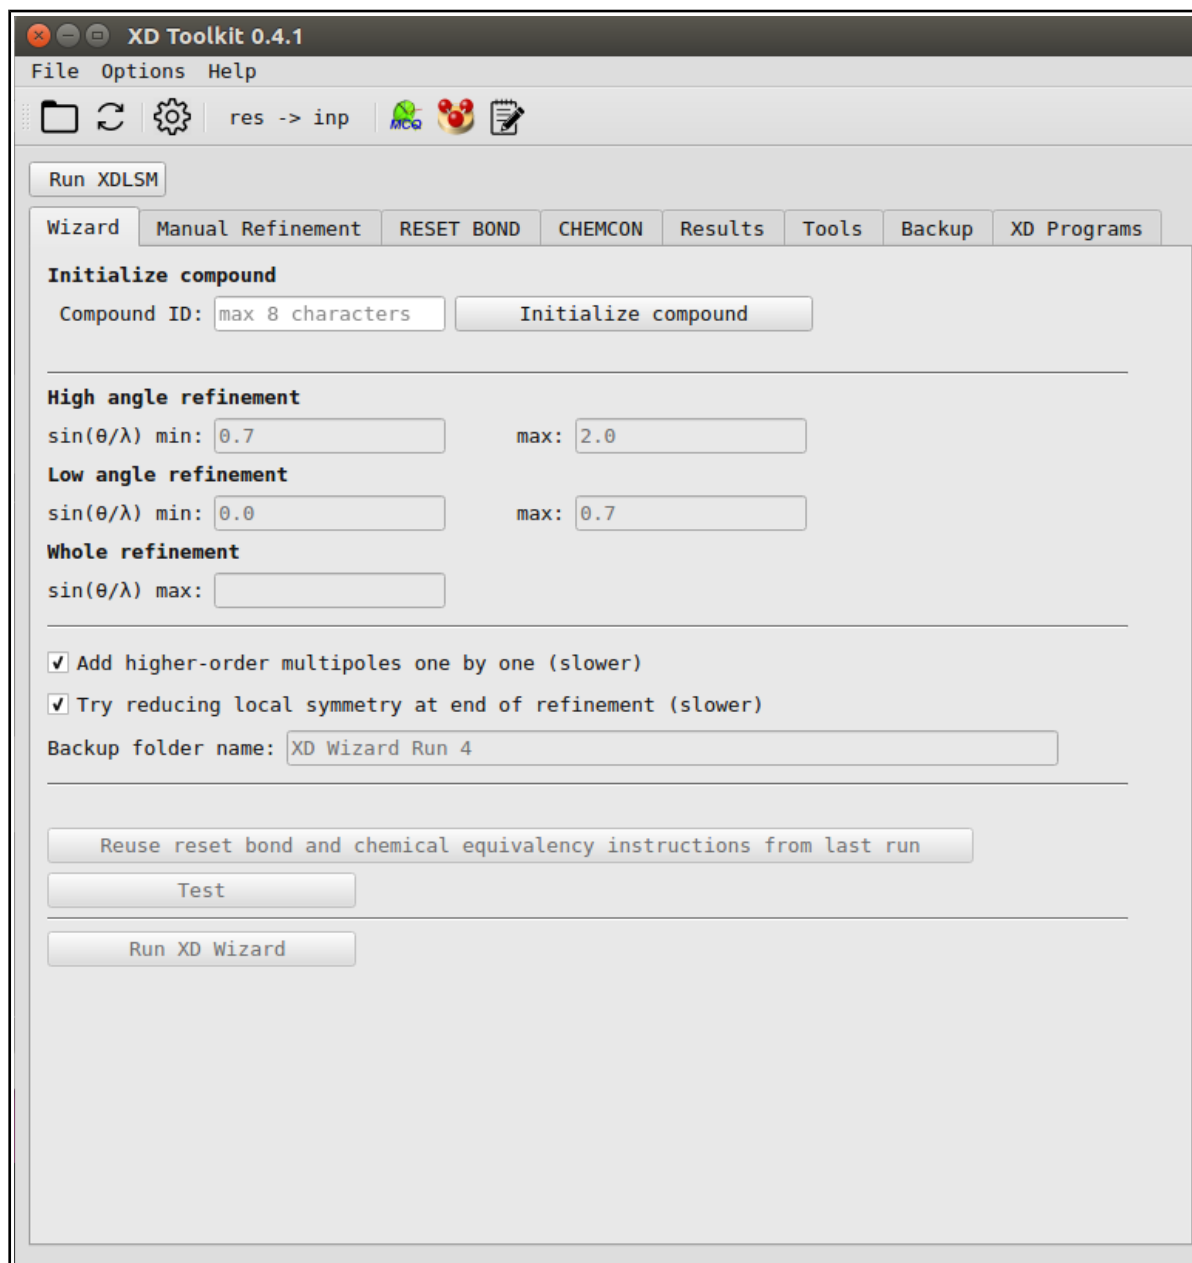 XD Toolkit 0.4.1
File Options Help
res -> inp MCQ
Run XDLSM
Wizard Manual Refinement RESET BOND CHEMCON Results Tools Backup XD Programs
Initialize compound
Compound ID: max 8 characters Initialize compound
High angle refinement
sin(θ/λ) min: 0.7 max: 2.0
Low angle refinement
sin(θ/λ) min: 0.0 max: 0.7
Whole refinement
sin(θ/λ) max:
Add higher-order multipoles one by one (slower)
Try reducing local symmetry at end of refinement (slower)
Backup folder name: XD Wizard Run 4
Reuse reset bond and chemical equivalency instructions from last run
Test
Run XD Wizard